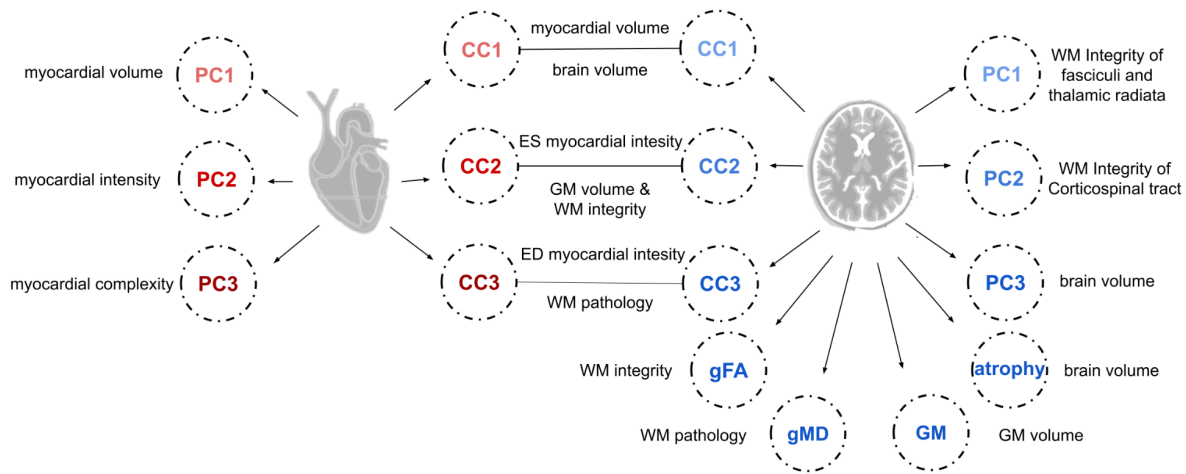 myocardial volume
PC1
myocardial intensity
PC2
myocardial complexity
PC3
CC1
myocardial volume
brain volume
CC1
CC2
ES myocardial intesity
GM volume &
WM integrity
CC2
CC3
ED myocardial intesity
WM pathology
CC3
PC1
WM Integrity of
fasciculi and
thalamic radiata
PC2
WM Integrity of
Corticospinal tract
PC3
brain volume
WM integrity
gFA
atrophy
brain volume
WM pathology
gMD
GM
GM volume